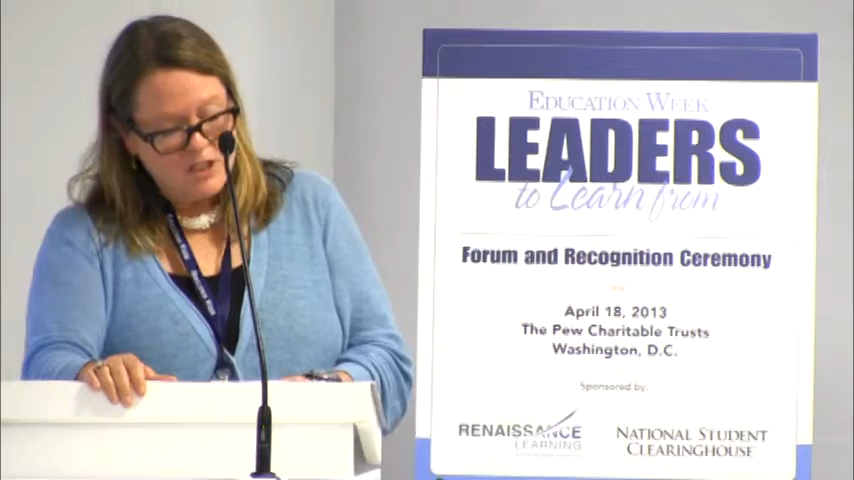 EDUCATION WEEK
LEADERS
to Learn from
Forum and Recognition Ceremony
April 18, 2013
The Pew Charitable Trusts
Washington, D.C.
Sponsored by:
RENAISSANCE
LEARNING
NATIONAL STUDENT
CLEARINGHOUSE